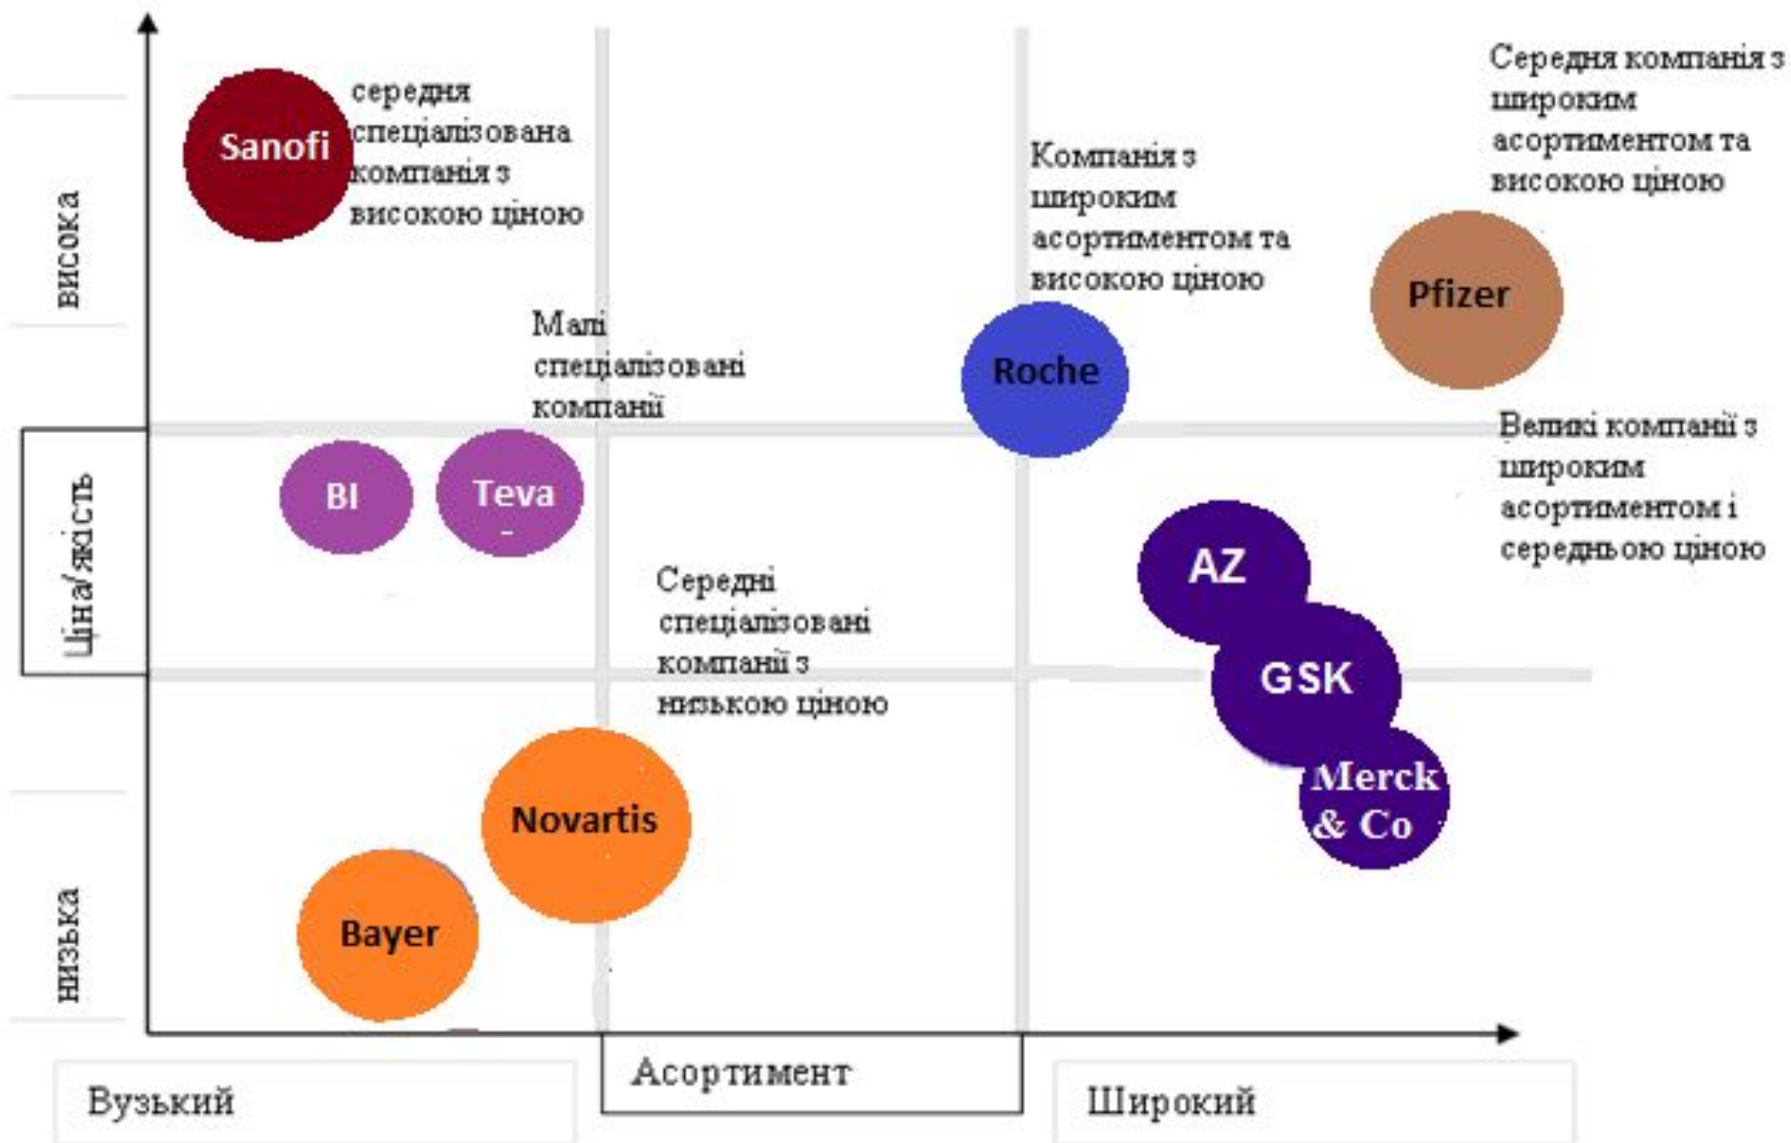 Середня компанія з
широким
асортиментом та
високою ціною
середня
спеціалізована
компанія з
високою ціною
Sanofi
Компанія з
широким
асортиментом та
високою ціною
висока
Pfizer
Малі
спеціалізовані
компанії
Roche
Великі компанії з
широким
асортиментом і
середньою ціною
BI
Teva
-
Ціна/якість
AZ
Середні
спеціалізовані
компанії з
низькою ціною
GSK
Merck
& Co
Novartis
Bayer
низька
Асортимент
Вузький
Широкий